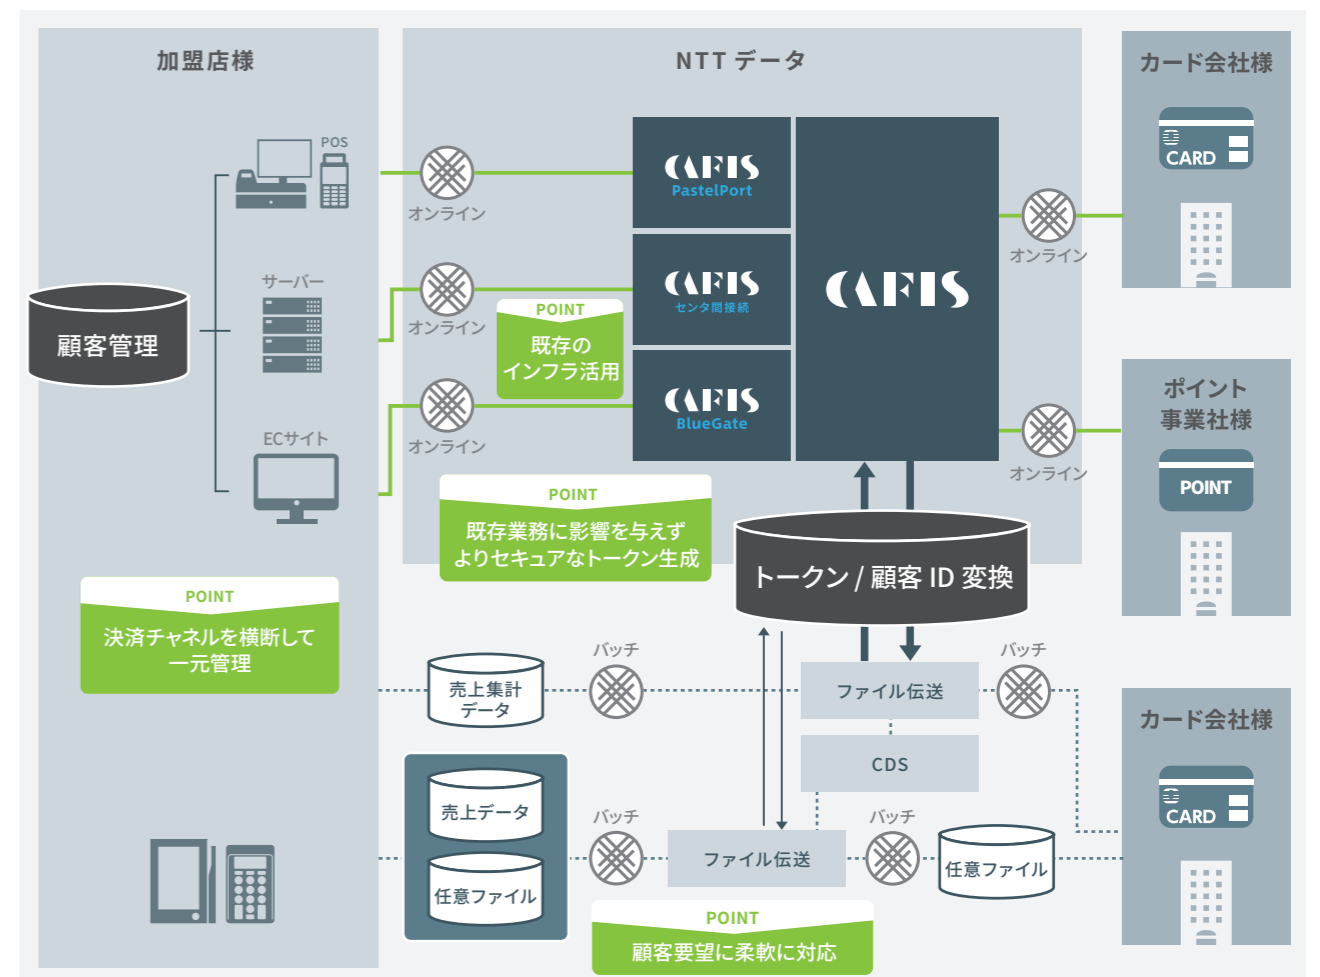 加盟店様
POS
サーバー
顧客管理
ECサイト
POINT
決済チャネルを横断して
一元管理
NTT データ
オンライン
オンライン
オンライン
CAFIS
PastelPort
CAFIS
センタ間接続
CAFIS
BlueGate
CAFIS
POINT
既存の
インフラ活用
POINT
既存業務に影響を与えず
よりセキュアなトークン生成
トークン / 顧客 ID 変換
オンライン
オンライン
カード会社様
CARD
ポイント
事業社様
POINT
売上集計
データ
バッチ
ファイル伝送
バッチ
CDS
売上データ
任意ファイル
バッチ
ファイル伝送
バッチ
任意ファイル
POINT
顧客要望に柔軟に対応
カード会社様
CARD